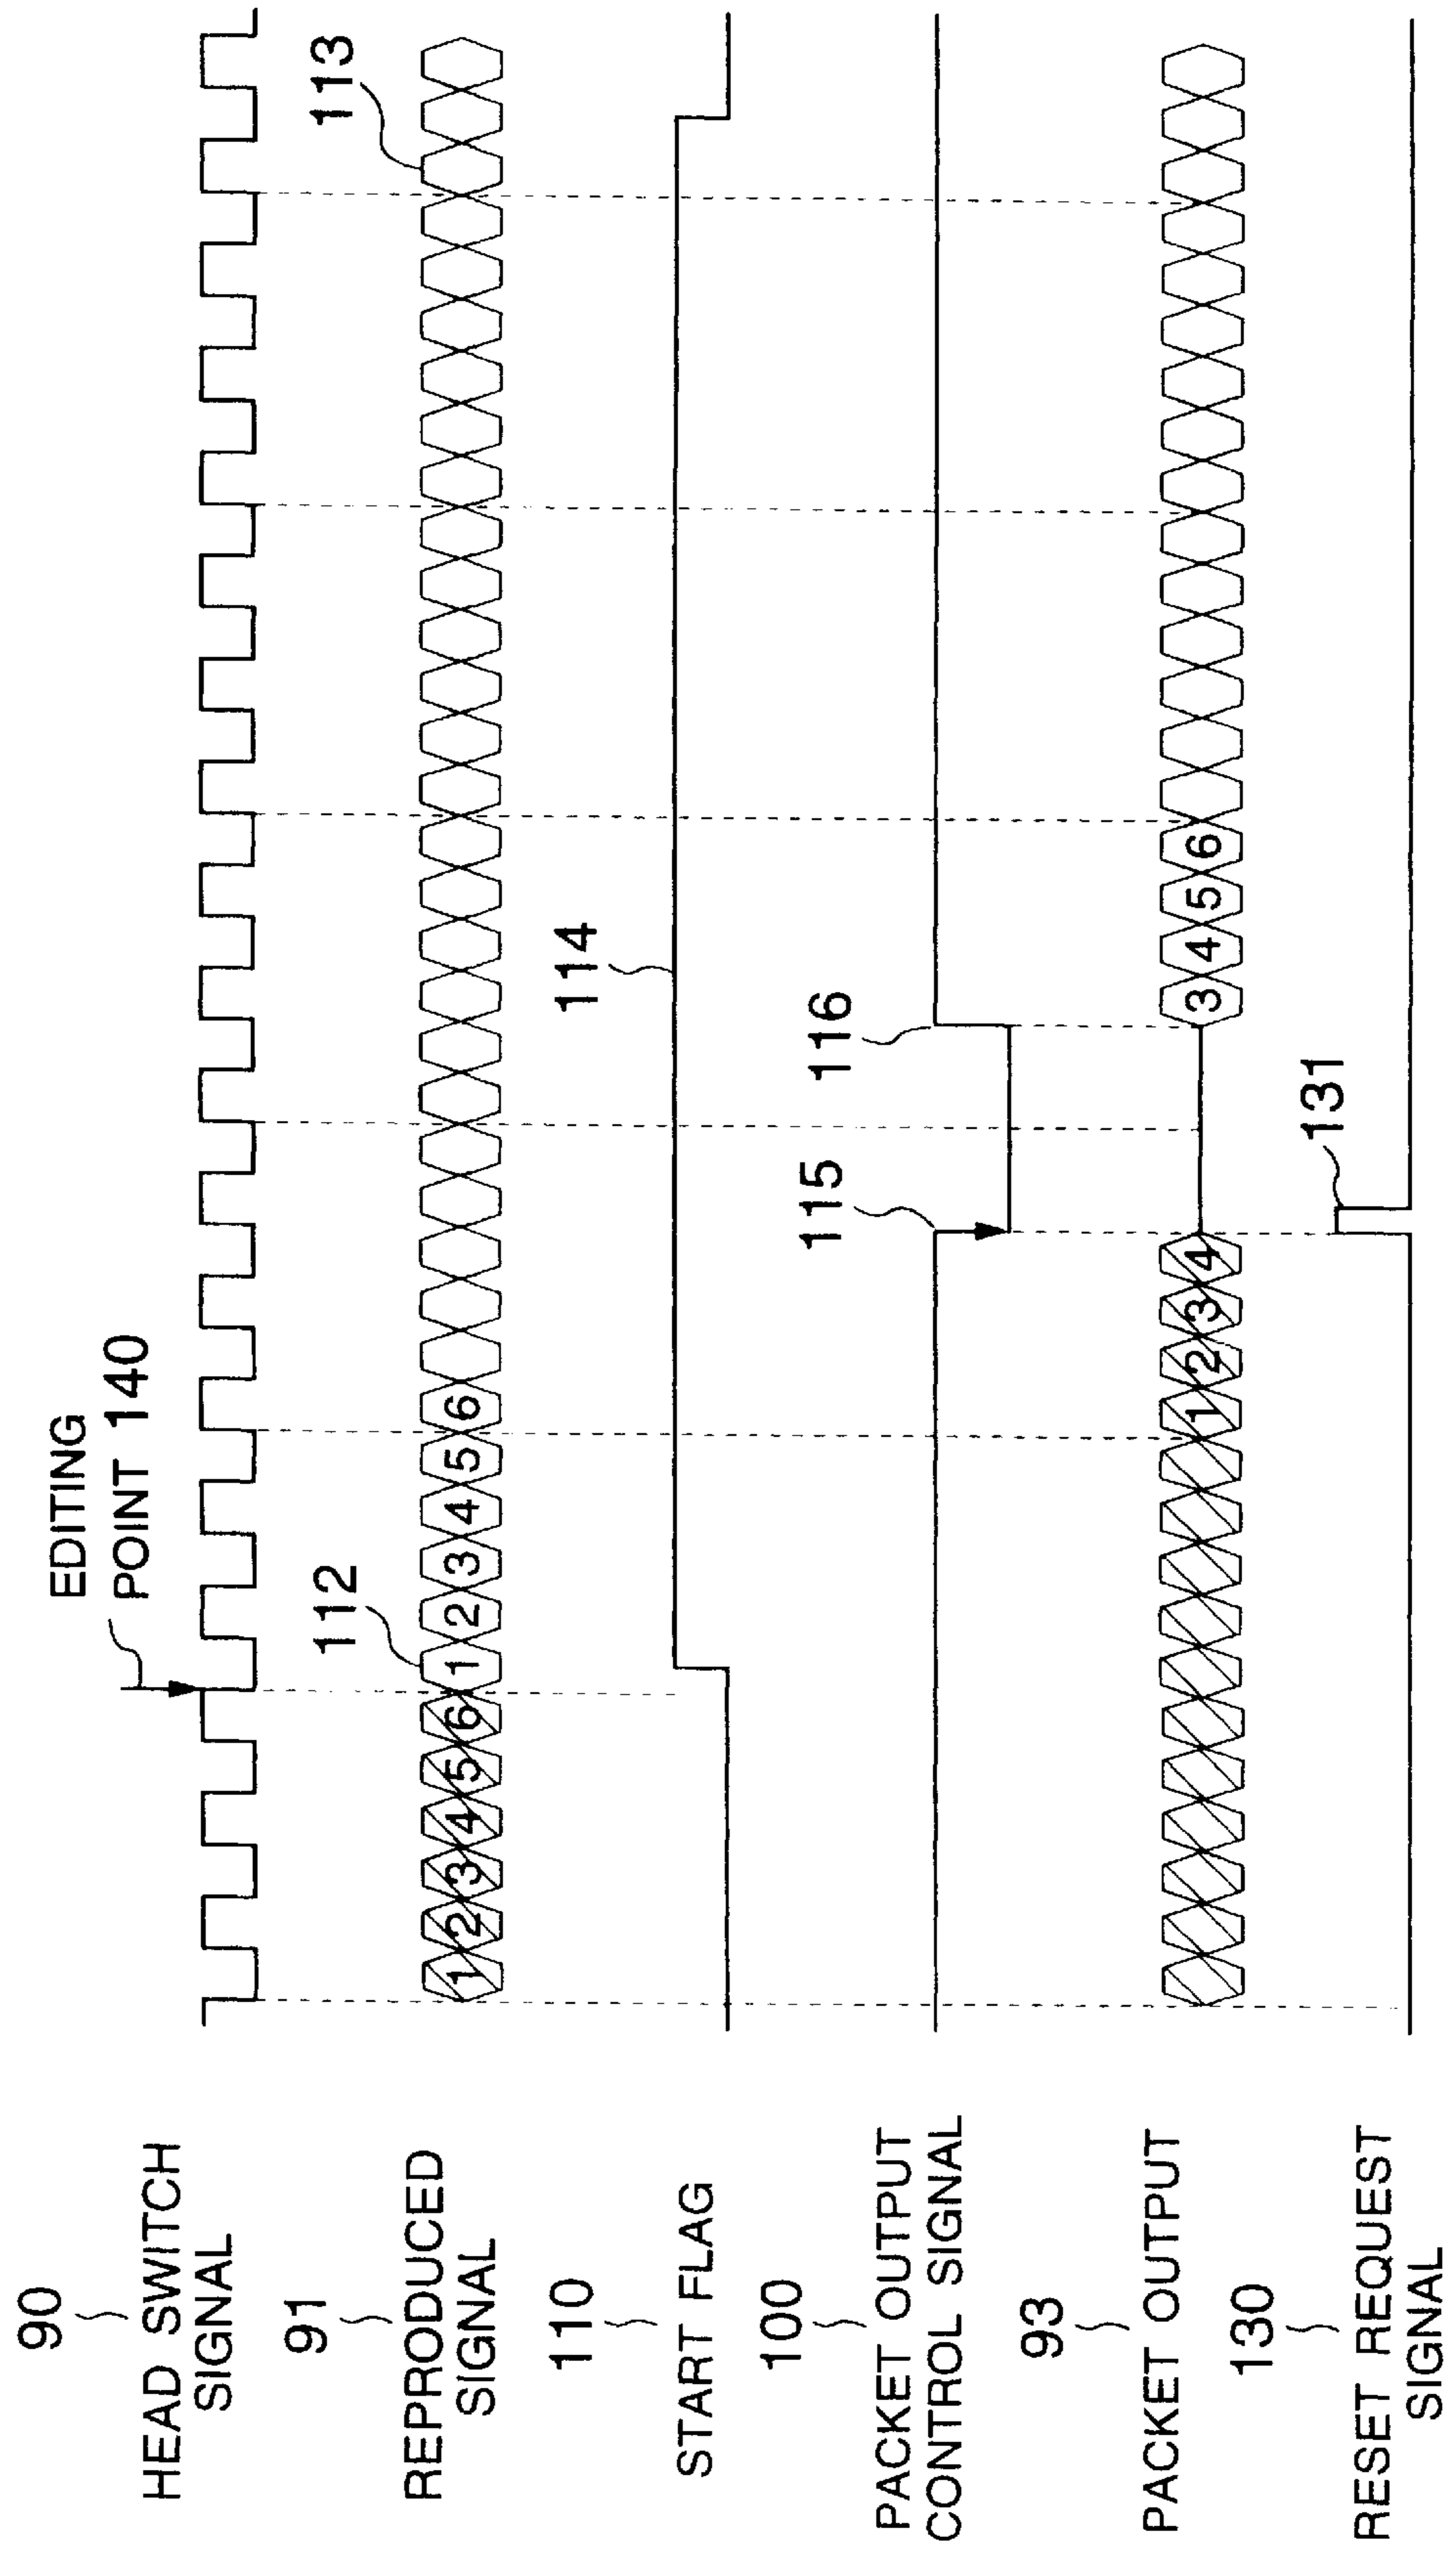 EDITING
POINT 140
90
HEAD SWITCH
SIGNAL
91
REPRODUCED
SIGNAL
1 2 3 4 5 6 1 2 3 4 5 6
112
113
110
START FLAG
114
100
PACKET OUTPUT
CONTROL SIGNAL
115
116
93
PACKET OUTPUT
1 2 3 4 3 4 5 6
130
RESET REQUEST
SIGNAL
131